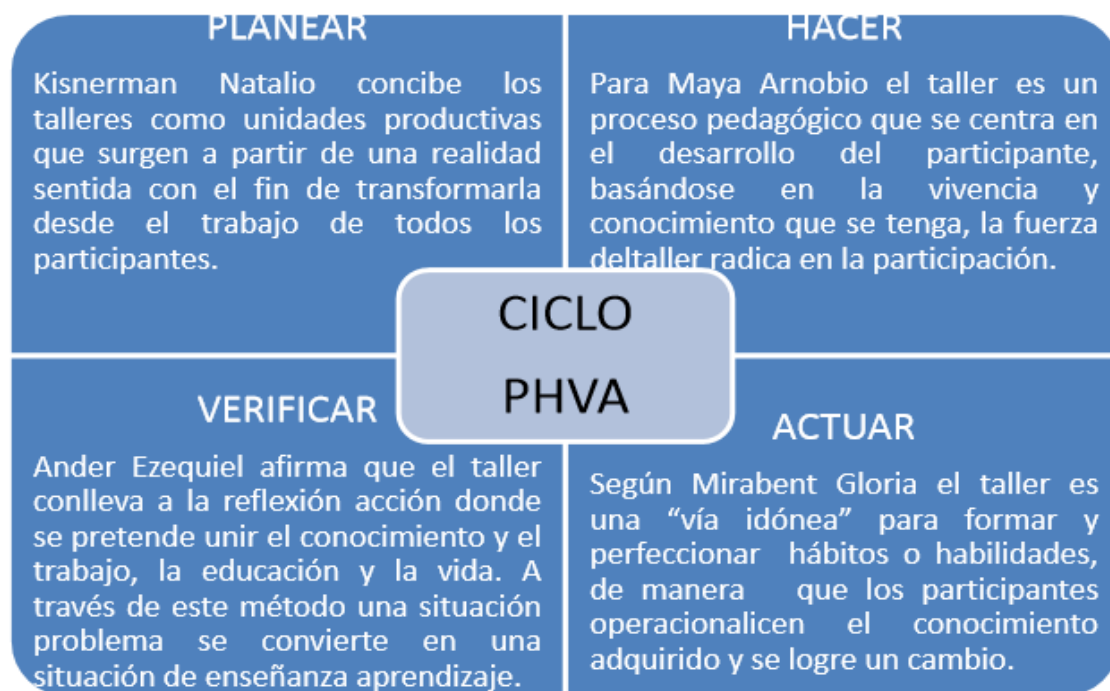 PLANEAR
Kisnerman Natalio concibe los
talleres como unidades productivas
que surgen a partir de una realidad
sentida con el fin de transformarla
desde el trabajo de todos los
participantes.
HACER
Para Maya Arnobio el taller es un
proceso pedagógico que se centra en
el desarrollo del participante,
basándose en la vivencia y
conocimiento que se tenga, la fuerza
deltaller radica en la participación.
CICLO
PHVA
VERIFICAR
Ander Ezequiel afirma que el taller
conlleva a la reflexión acción donde
se pretende unir el conocimiento y el
trabajo, la educación y la vida. A
través de este método una situación
problema se convierte en una
situación de enseñanza aprendizaje.
ACTUAR
Según Mirabent Gloria el taller es
una “vía idónea” para formar y
perfeccionar hábitos o habilidades,
de manera que los participantes
operacionalicen el conocimiento
adquirido y se logre un cambio.